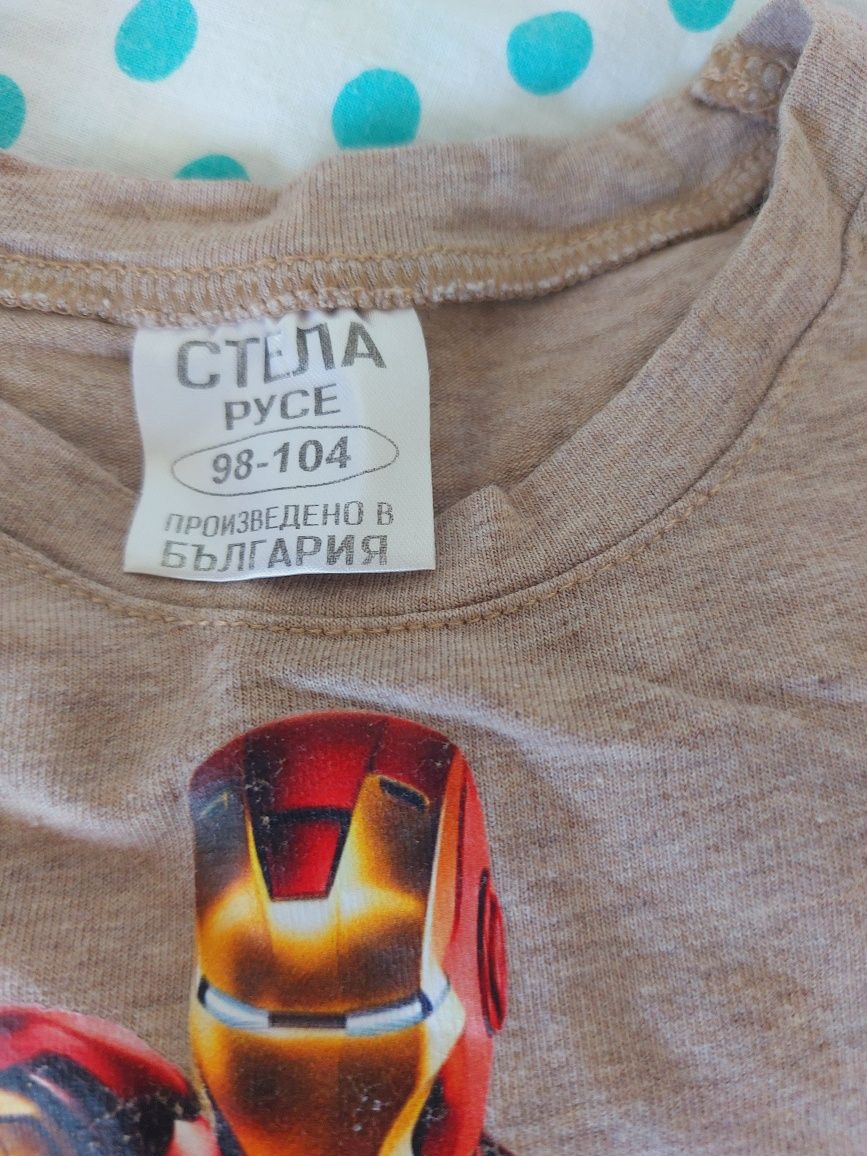 СТЕЛА
РУСЕ
98-104
ПРОИЗВЕДЕНО В
БЪЛГАРИЯ